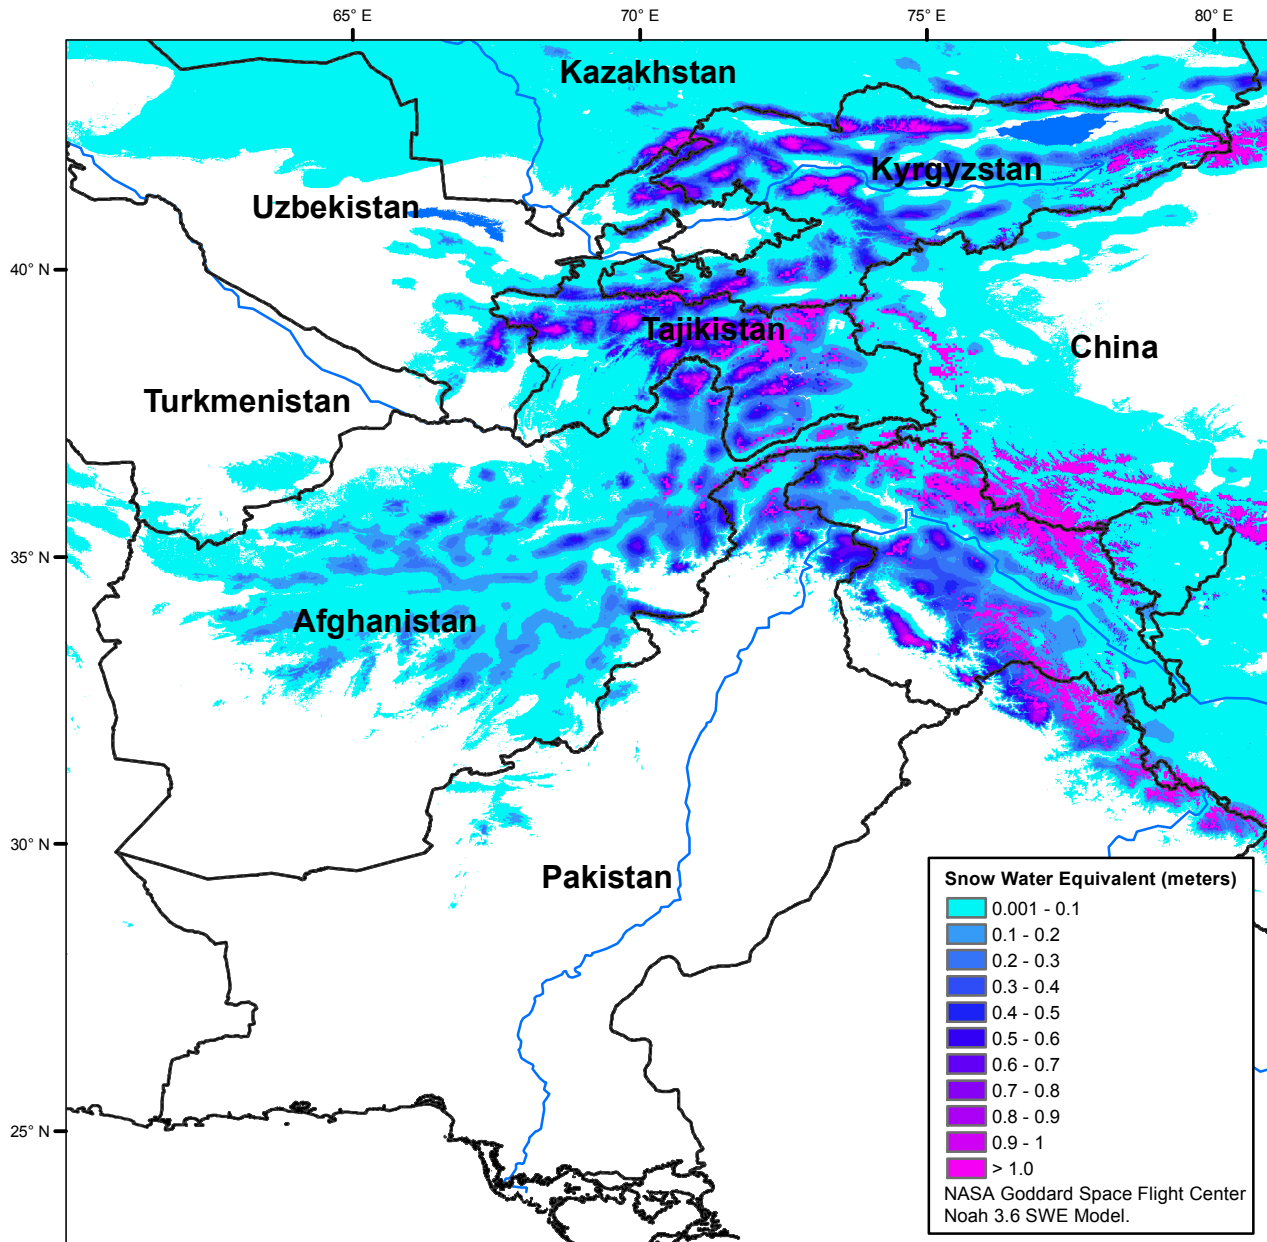 65° E
70° E
75° E
80° E
Kazakhstan
Kyrgyzstan
Uzbekistan
40° N
Tajikistan
China
Turkmenistan
35° N
Afghanistan
30° N
Pakistan
25° N
Snow Water Equivalent (meters)
0.001 - 0.1
0.1 - 0.2
0.2 - 0.3
0.3 - 0.4
0.4 - 0.5
0.5 - 0.6
0.6 - 0.7
0.7 - 0.8
0.8 - 0.9
0.9 - 1
> 1.0
NASA Goddard Space Flight Center
Noah 3.6 SWE Model.